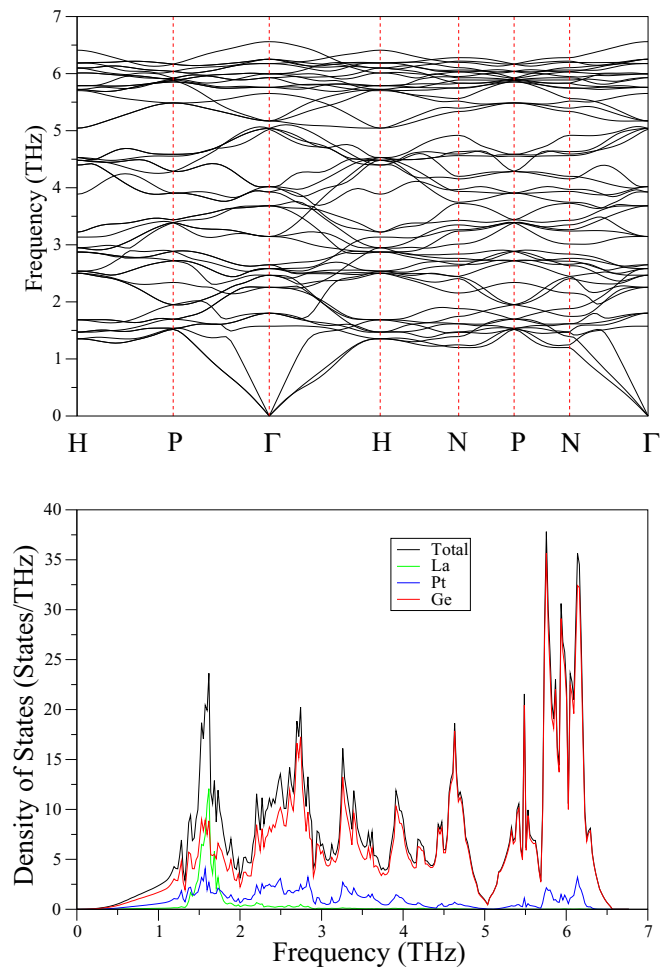 7
6
5
4
3
2
1
0
Frequency (THz)
H P Γ H N P N Γ
40
35
30
25
20
15
10
5
0
Density of States (States/THz)
Total
La
Pt
Ge
0 1 2 3 4 5 6 7
Frequency (THz)